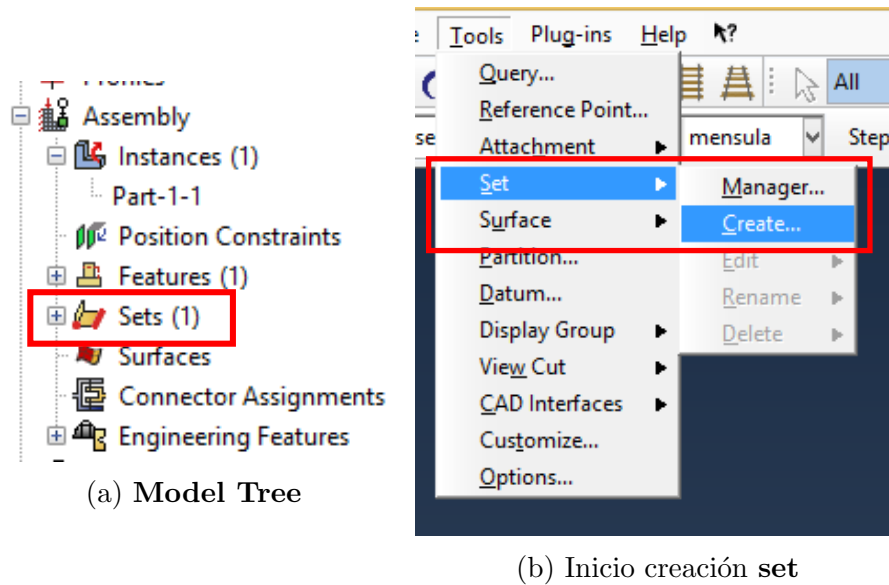 Assembly
Instances (1)
Part-1-1
Position Constraints
Features (1)
Sets (1)
Surfaces
Connector Assignments
Engineering Features
(a) Model Tree
Tools Plug-ins Help
Query...
All
Reference Point...
se
Attachment
mensula
Step
Set
Manager...
Surface
Create...
Partition...
Edit
Datum...
Rename
Display Group
Delete
View Cut
CAD Interfaces
Customize...
Options...
(b) Inicio creación set